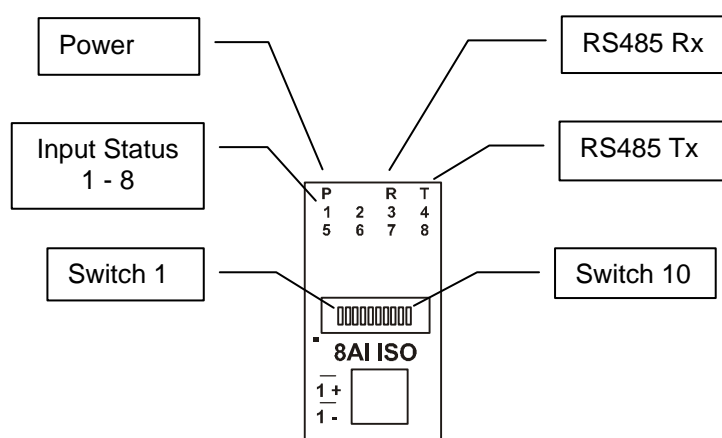 Power
RS485 Rx
Input Status
1 - 8
RS485 Tx
P R T
1 2 3 4
5 6 7 8
Switch 1
Switch 10
8AI ISO
1 +
1 -